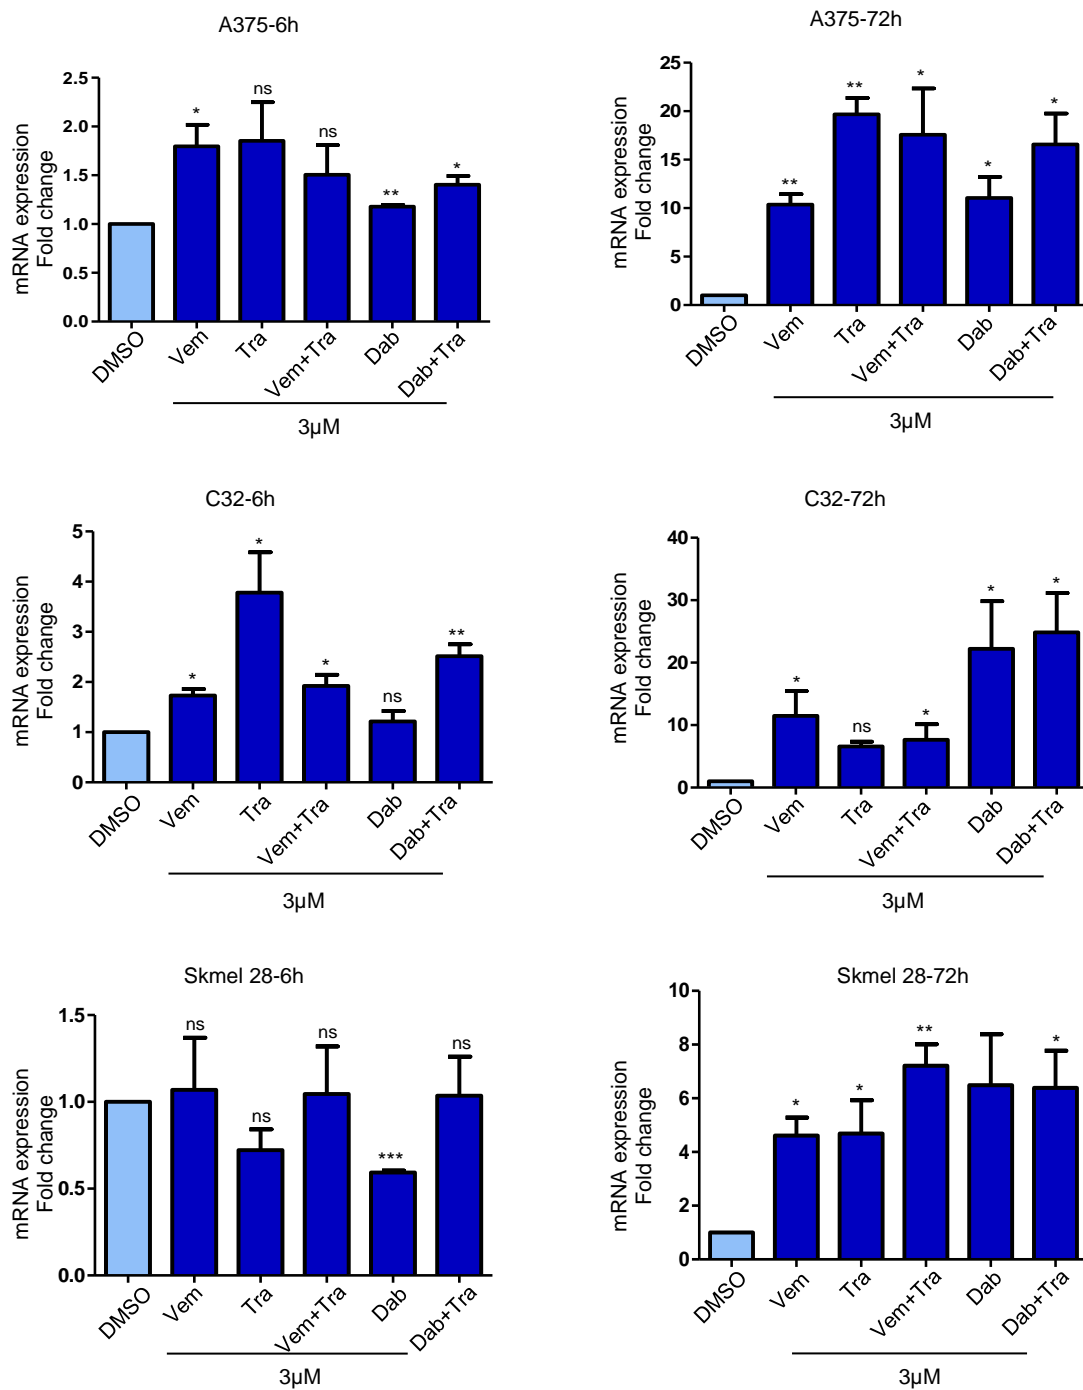 A375-6h
mRNA expression
Fold change
2.5
2.0
1.5
1.0
0.5
0.0
*
ns
ns
**
*
DMSO
Vem
Tra
Vem+Tra
Dab
Dab+Tra
3µM
A375-72h
mRNA expression
Fold change
25
20
15
10
5
0
**
**
*
*
*
DMSO
Vem
Tra
Vem+Tra
Dab
Dab+Tra
3µM
C32-6h
mRNA expression
Fold change
5
4
3
2
1
0
*
*
*
ns
**
DMSO
Vem
Tra
Vem+Tra
Dab
Dab+Tra
3µM
C32-72h
mRNA expression
Fold change
40
30
20
10
0
*
ns
*
*
*
DMSO
Vem
Tra
Vem+Tra
Dab
Dab+Tra
3µM
Skmel 28-6h
mRNA expression
Fold change
1.5
1.0
0.5
0.0
ns
ns
ns
***
ns
DMSO
Vem
Tra
Vem+Tra
Dab
Dab+Tra
3µM
Skmel 28-72h
mRNA expression
Fold change
10
8
6
4
2
0
*
*
**
*
DMSO
Vem
Tra
Vem+Tra
Dab
Dab+Tra
3µM